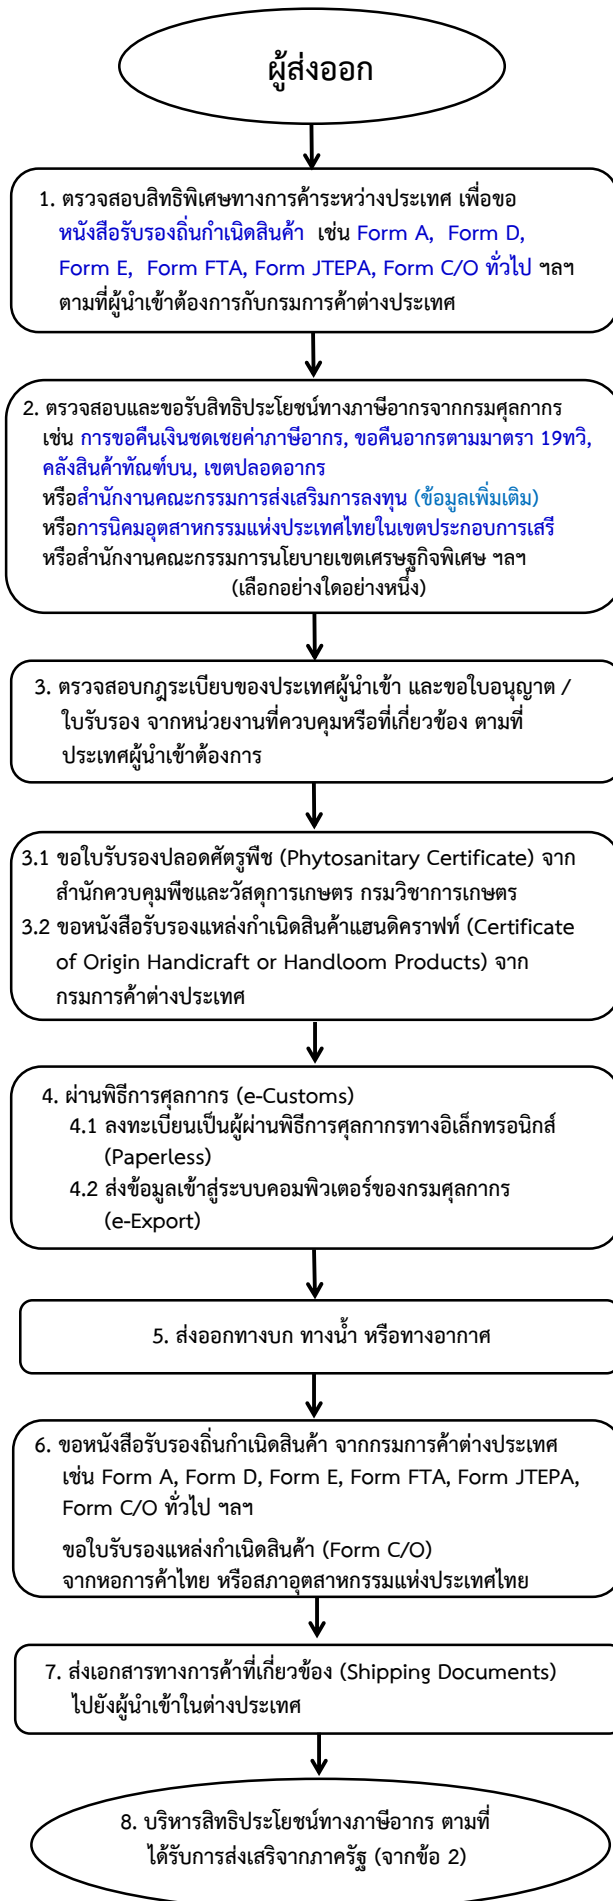 ผู้ส่งออก
1. ตรวจสอบสิทธิพิเศษทางการค้าระหว่างประเทศ เพื่อขอ
หนังสือรับรองถิ่นกำเนิดสินค้า เช่น Form A, Form D,
Form E, Form FTA, Form JTEPA, Form C/O ทั่วไป ฯลฯ
ตามที่ผู้นำเข้าต้องการกับกรมการค้าต่างประเทศ
2. ตรวจสอบและขอรับสิทธิประโยชน์ทางภาษีอากรจากกรมศุลกากร
เช่น การขอคืนเงินชดเชยค่าภาษีอากร, ขอคืนอากรตามมาตรา 19ทวิ,
คลังสินค้าทัณฑ์บน, เขตปลอดอากร
หรือสำนักงานคณะกรรมการส่งเสริมการลงทุน (ข้อมูลเพิ่มเติม)
หรือการนิคมอุตสาหกรรมแห่งประเทศไทยในเขตประกอบการเสรี
หรือสำนักงานคณะกรรมการนโยบายเขตเศรษฐกิจพิเศษ ฯลฯ
(เลือกอย่างใดอย่างหนึ่ง)
3. ตรวจสอบกฎระเบียบของประเทศผู้นำเข้า และขอใบอนุญาต /
ใบรับรอง จากหน่วยงานที่ควบคุมหรือที่เกี่ยวข้อง ตามที่
ประเทศผู้นำเข้าต้องการ
3.1 ขอใบรับรองปลอดศัตรูพืช (Phytosanitary Certificate) จาก
สำนักควบคุมพืชและวัสดุการเกษตร กรมวิชาการเกษตร
3.2 ขอหนังสือรับรองแหล่งกำเนิดสินค้าแฮนดิคราฟท์ (Certificate
of Origin Handicraft or Handloom Products) จาก
กรมการค้าต่างประเทศ
4. ผ่านพิธีการศุลกากร (e-Customs)
4.1 ลงทะเบียนเป็นผู้ผ่านพิธีการศุลกากรทางอิเล็กทรอนิกส์
(Paperless)
4.2 ส่งข้อมูลเข้าสู่ระบบคอมพิวเตอร์ของกรมศุลกากร
(e-Export)
5. ส่งออกทางบก ทางน้ำ หรือทางอากาศ
6. ขอหนังสือรับรองถิ่นกำเนิดสินค้า จากกรมการค้าต่างประเทศ
เช่น Form A, Form D, Form E, Form FTA, Form JTEPA,
Form C/O ทั่วไป ฯลฯ
ขอใบรับรองแหล่งกำเนิดสินค้า (Form C/O)
จากหอการค้าไทย หรือสภาอุตสาหกรรมแห่งประเทศไทย
7. ส่งเอกสารทางการค้าที่เกี่ยวข้อง (Shipping Documents)
ไปยังผู้นำเข้าในต่างประเทศ
8. บริหารสิทธิประโยชน์ทางภาษีอากร ตามที่
ได้รับการส่งเสริจากภาครัฐ (จากข้อ 2)